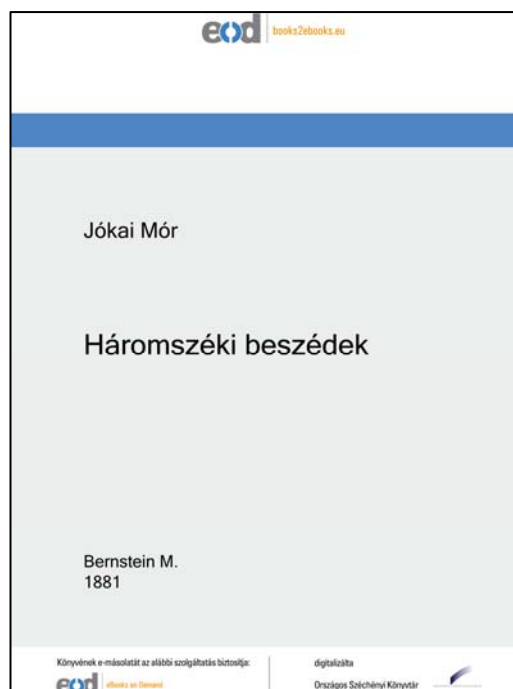 eod books2ebooks.eu
Jókai Mór
Háromszéki beszédek
Bernstein M.
1881
Könyvének e-másolatát az alábbi szolgáltatás biztosítja:
digitalizálta
eod eBooks on Demand
Országos Széchényi Könyvtár